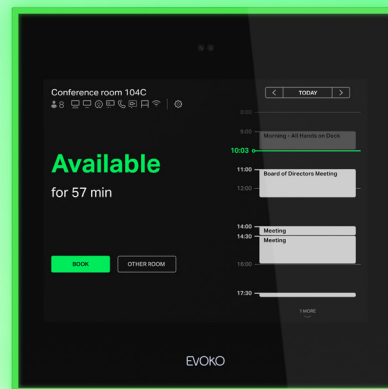 Conference room 104C
8
Available
for 57 min
BOOK
OTHER ROOM
< TODAY >
8:00
9:00
Morning - All Hands on Deck
10:03
11:00
Board of Directors Meeting
12:00
14:00
Meeting
14:30
Meeting
16:00
17:30
1 MORE
EVOKO